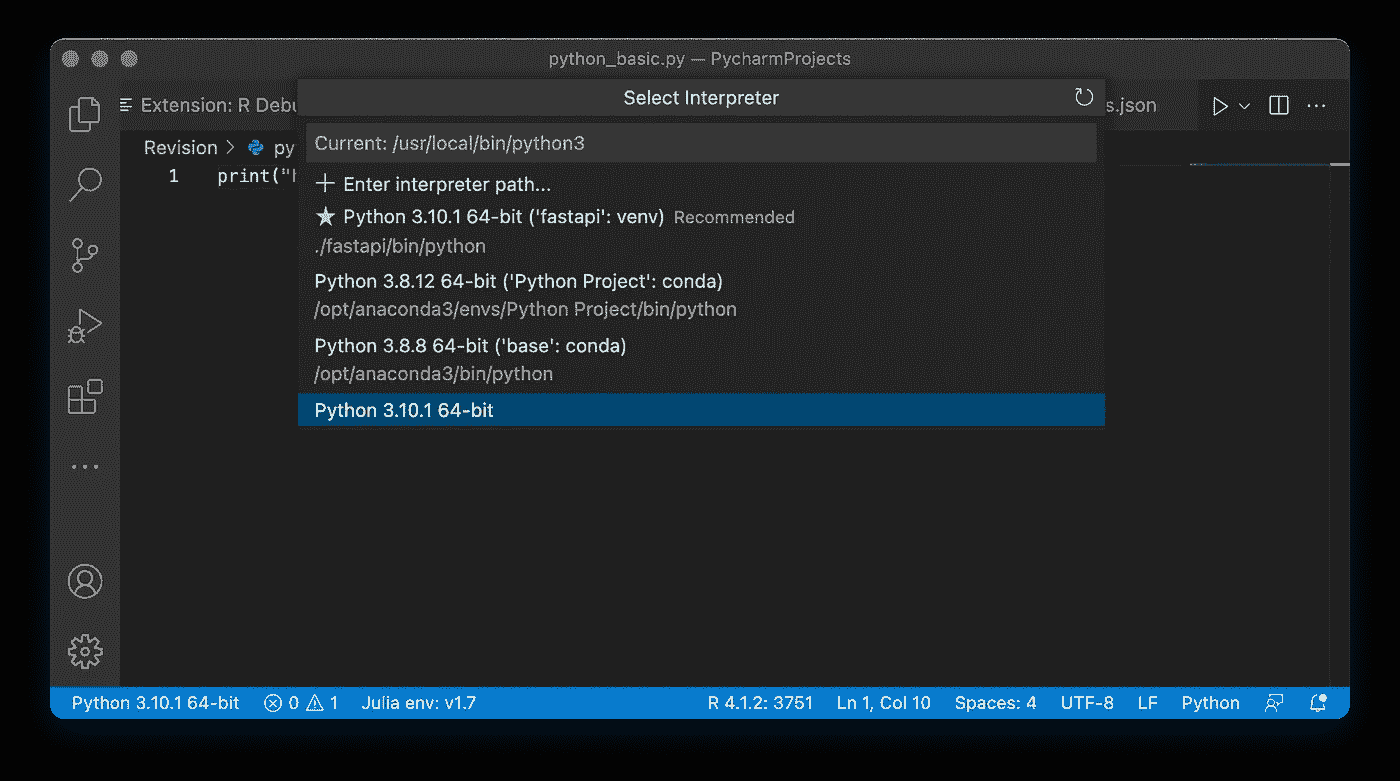 python_basic.py — PycharmProjects
Extension: R Debu
s.json
Select Interpreter
Current: /usr/local/bin/python3
Revision > py
1 print("h
Enter interpreter path...
Python 3.10.1 64-bit ('fastapi': venv) Recommended
./fastapi/bin/python
Python 3.8.12 64-bit ('Python Project': conda)
/opt/anaconda3/envs/Python Project/bin/python
Python 3.8.8 64-bit ('base': conda)
/opt/anaconda3/bin/python
Python 3.10.1 64-bit
Python 3.10.1 64-bit 0 1 Julia env: v1.7 R 4.1.2: 3751 Ln 1, Col 10 Spaces: 4 UTF-8 LF Python